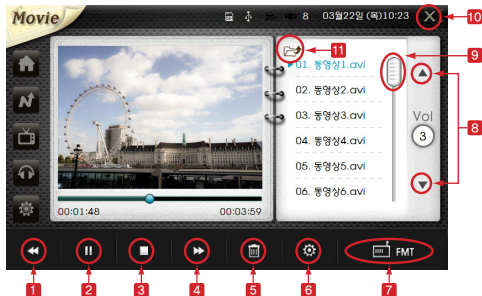 Movie
8 03월22일 (목)10:23
10
11
9
01. 동영상1.avi
02. 동영상2.avi
03. 동영상3.avi
04. 동영상4.avi
05. 동영상5.avi
06. 동영상6.avi
Vol
3
8
00:01:48 00:03:59
FMT
1 2 3 4 5 6 7